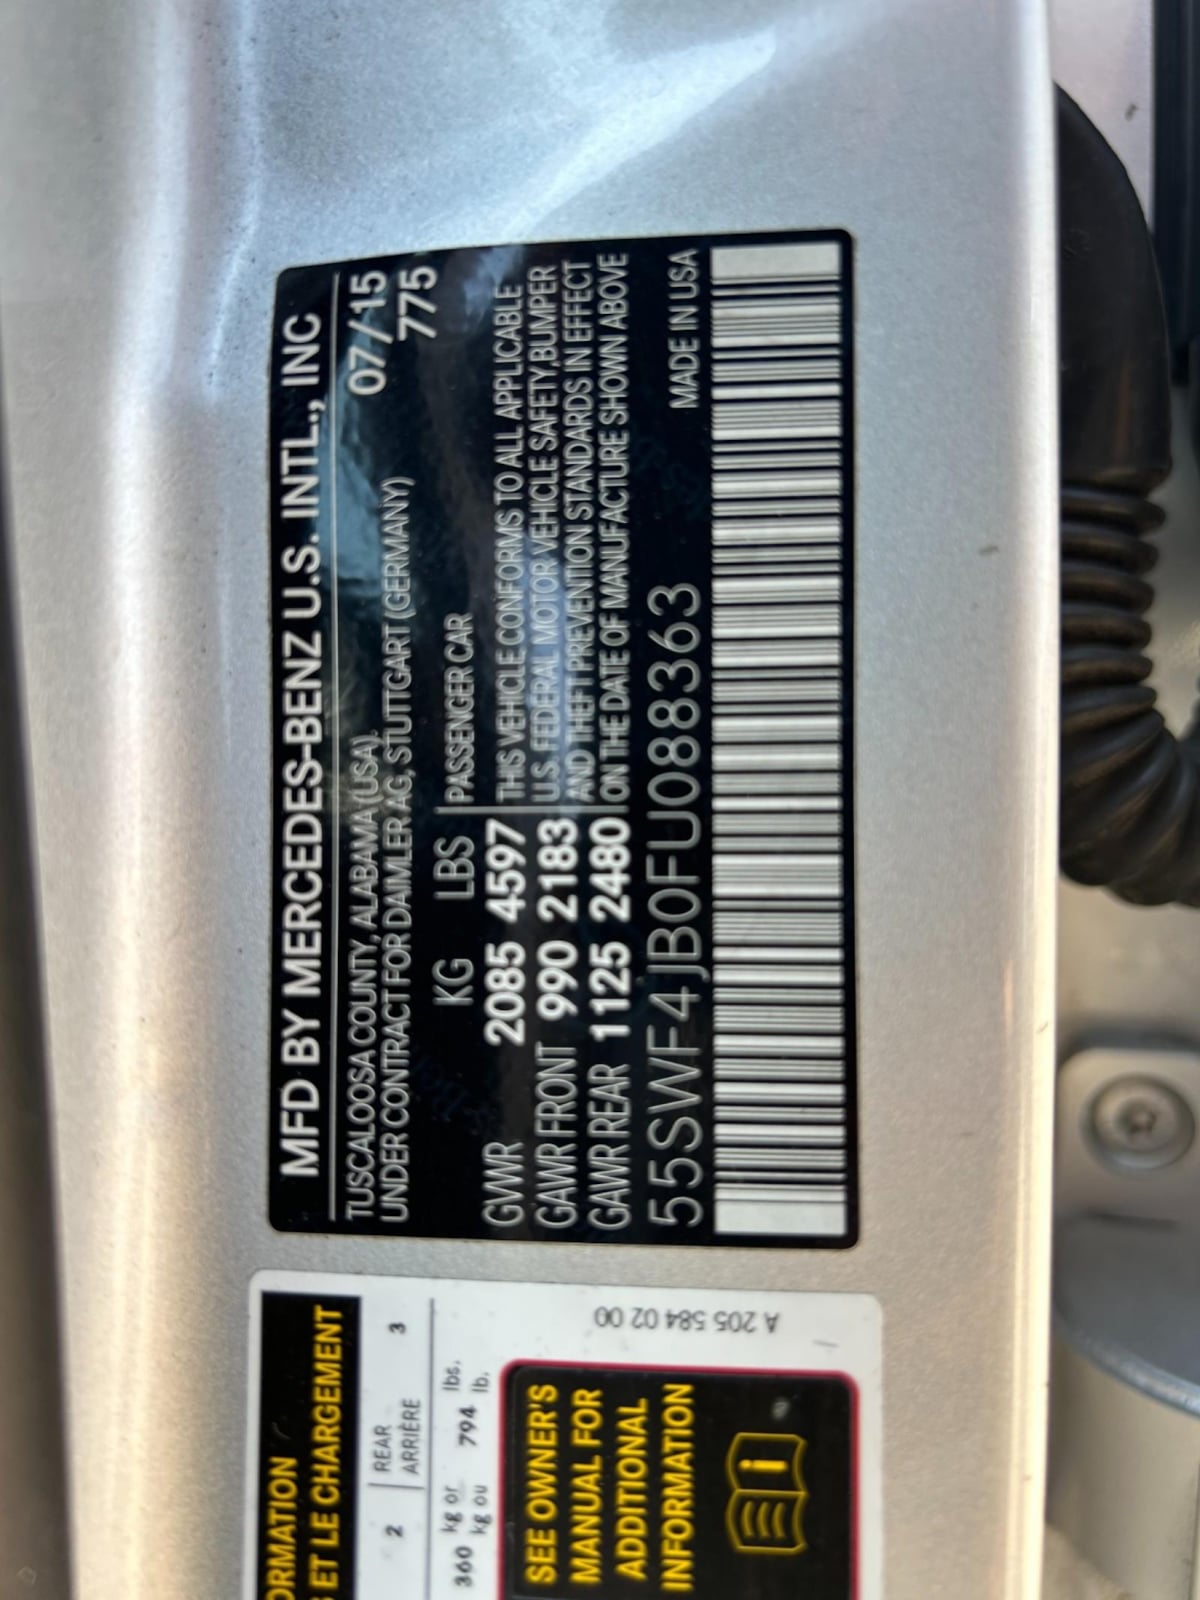 MFD BY MERCEDES-BENZ U.S. INTL., INC
TUSCALOOSA COUNTY, ALABAMA (USA). 07/15
UNDER CONTRACT FOR DAIMLER AG, STUTTGART (GERMANY) 775
KG LBS PASSENGER CAR
GVWR 2085 4597 THIS VEHICLE CONFORMS TO ALL APPLICABLE
U.S. FEDERAL MOTOR VEHICLE SAFETY, BUMPER
GAWR FRONT 990 2183 AND THEFT PREVENTION STANDARDS IN EFFECT
GAWR REAR 1125 2480 ON THE DATE OF MANUFACTURE SHOWN ABOVE
55SWF4JB0FU088363 MADE IN USA
ET LE CHARGEMENT
2 REAR 3
ARRIÈRE
360 kg or 794 lbs.
kg ou lb.
SEE OWNER'S
MANUAL FOR
ADDITIONAL
INFORMATION
A 205 584 02 00